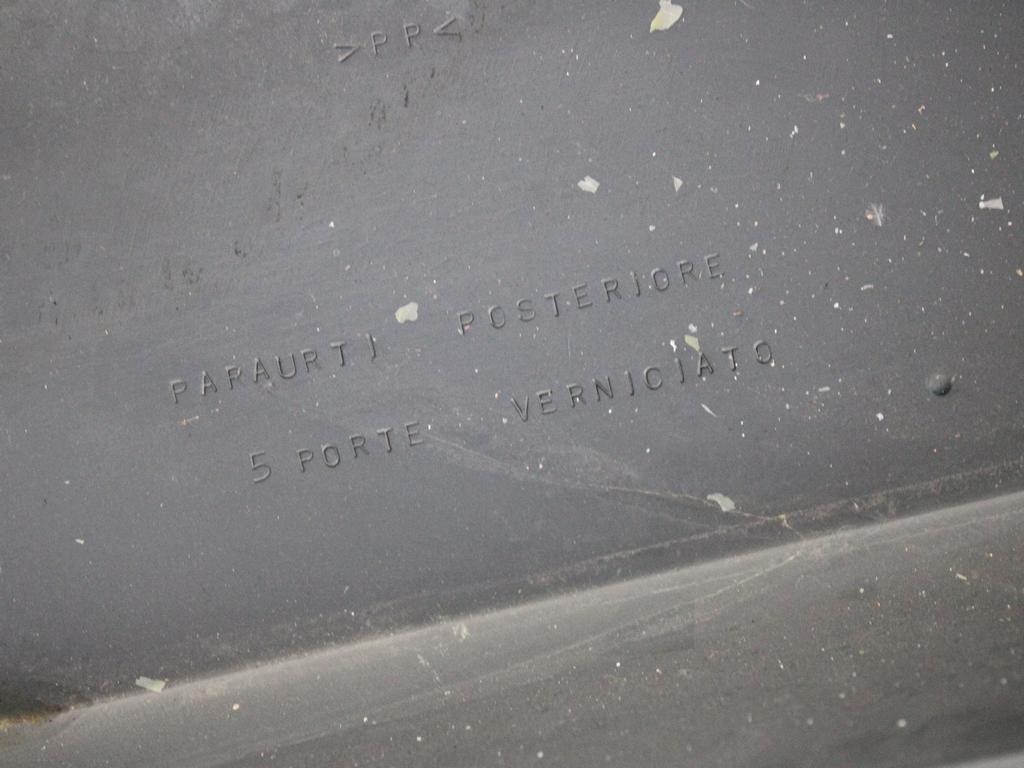 >PP<
PARAURTI POSTERIORE
5 PORTE VERNICIATO